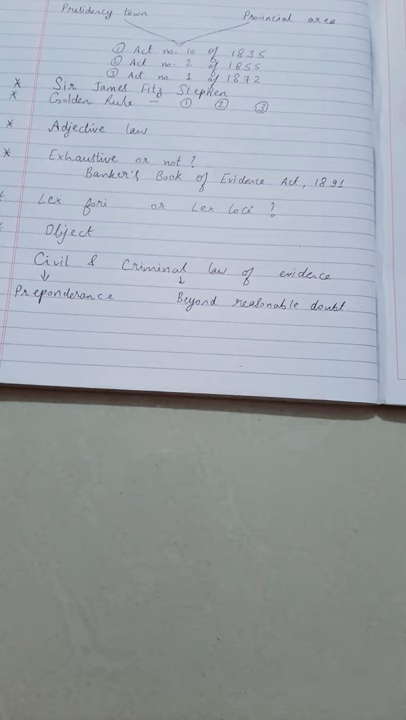 Presidency town Provincial area
① Act no. 10 of 1835
② Act no. 2 of 1855
③ Act no. 1 of 1872
* Sir James Fitz Stephen
* Golden Rule - ① ② ③
* Adjective law
* Exhaustive or not?
Banker's Book of Evidence Act, 1891
Lex fori or Lex Loci?
Object
Civil & Criminal law of evidence
↓ ↓
Preponderance Beyond reasonable doubt